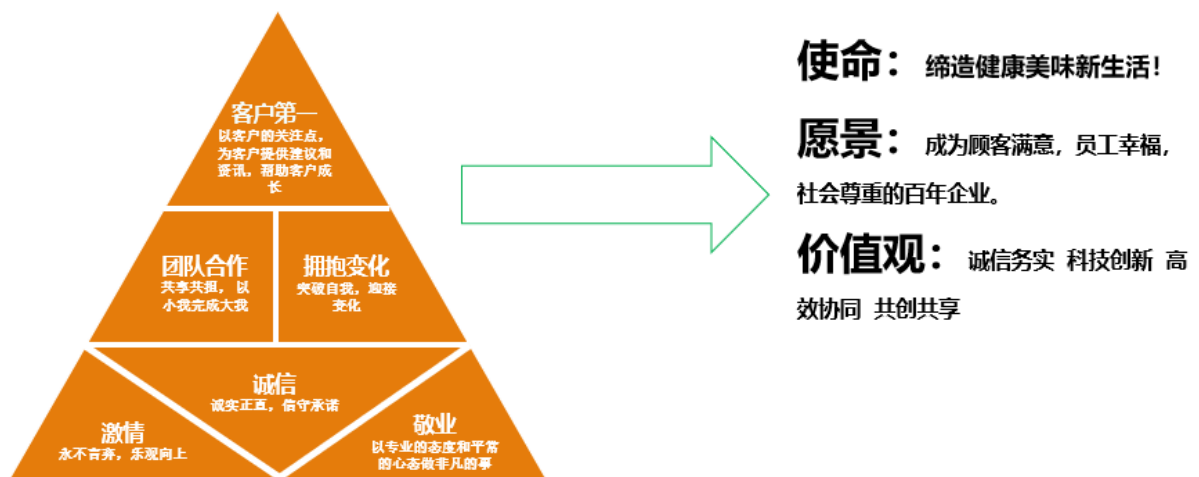 客户第一
以客户的关注点，
为客户提供建议和
资讯，帮助客户成
长
团队合作
共享共担，以
小我完成大我
拥抱变化
突破自我，迎接
变化
诚信
诚实正直，信守承诺
激情
永不言弃，乐观向上
敬业
以专业的态度和平常
的心态做非凡的事
使命：缔造健康美味新生活！
愿景：成为顾客满意，员工幸福，
社会尊重的百年企业。
价值观：诚信务实 科技创新 高
效协同 共创共享